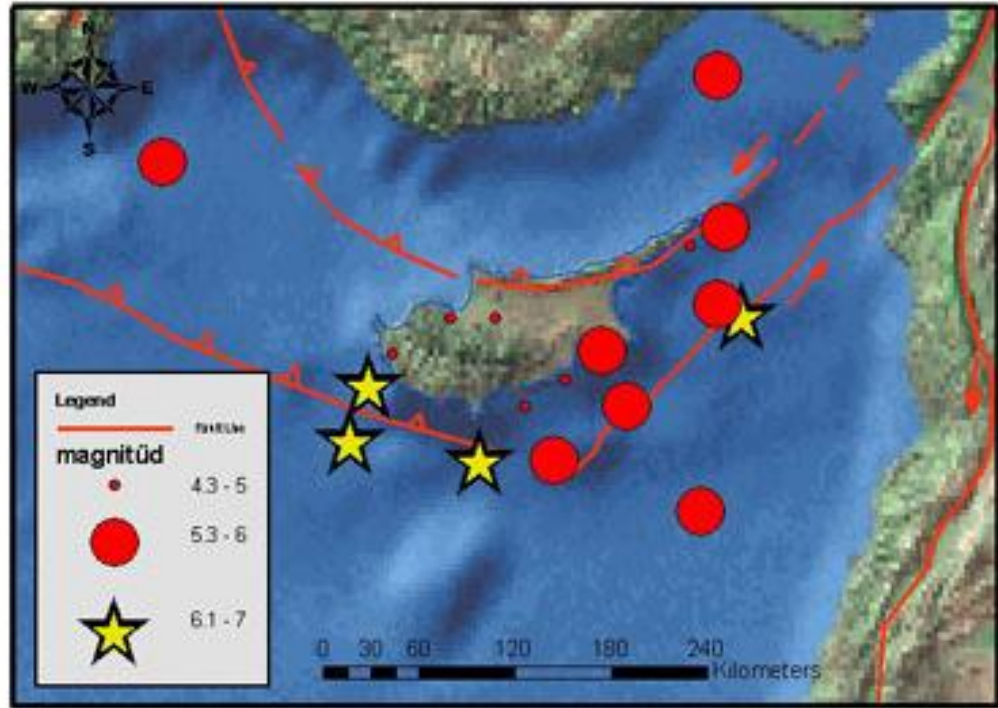 N
W E
S
Legend
magnitüd
4.3 - 5
5.3 - 6
6.1 - 7
0 30 60 120 180 240
Kilometers